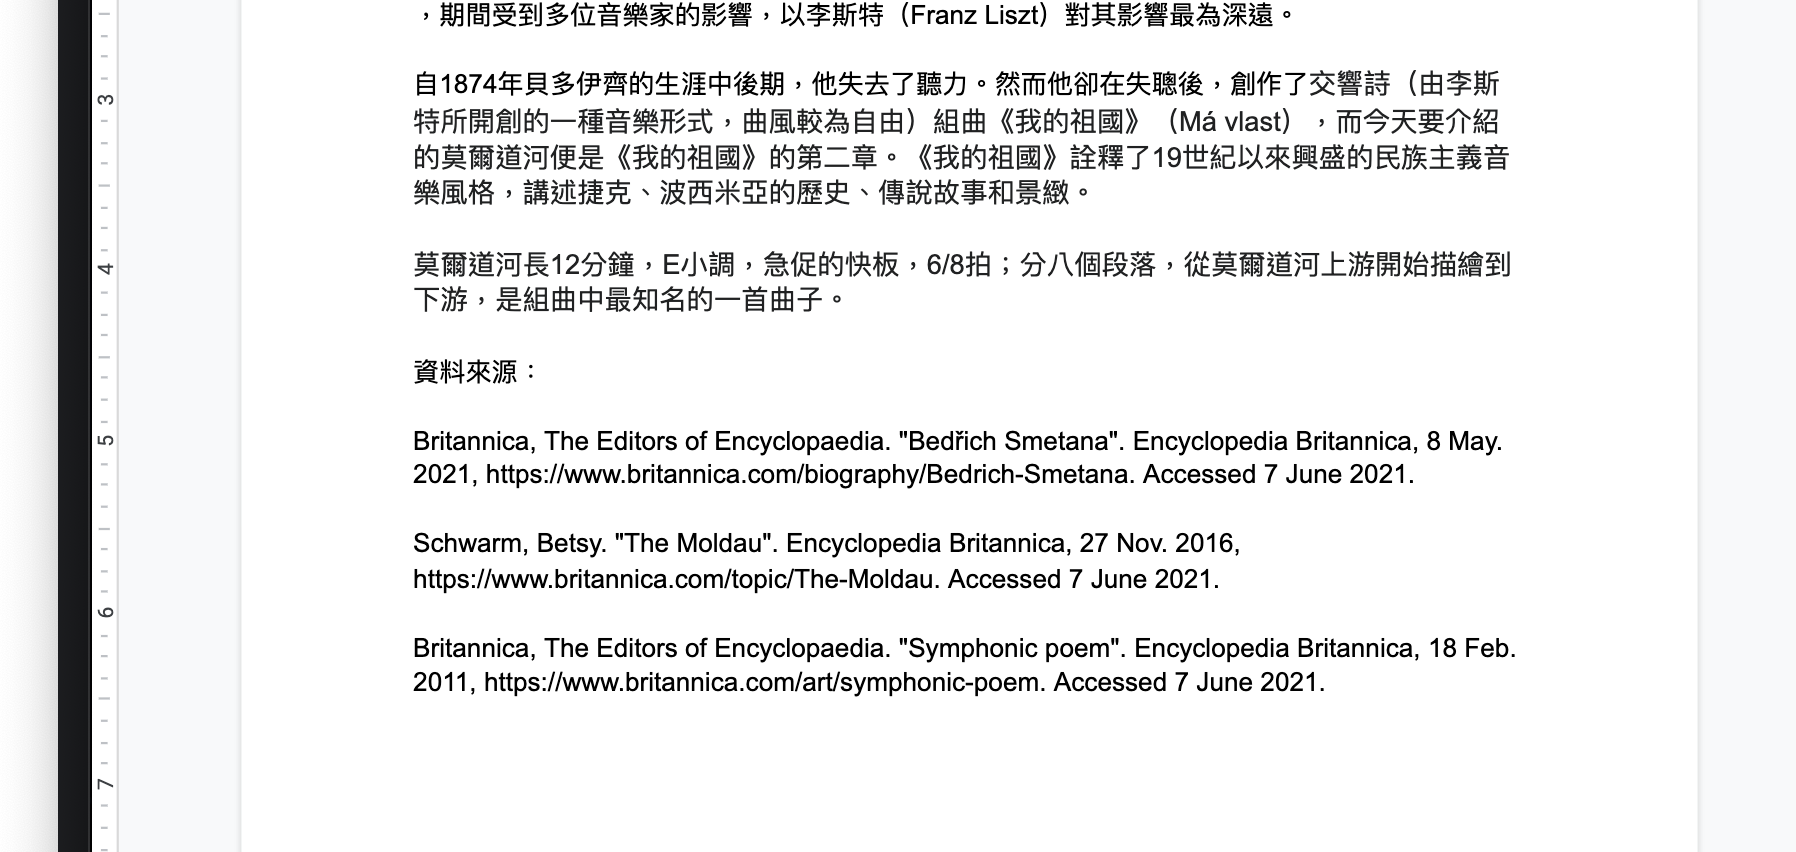 ，期間受到多位音樂家的影響，以李斯特（Franz Liszt）對其影響最為深遠。
自1874年貝多伊齊的生涯中後期，他失去了聽力。然而他卻在失聰後，創作了交響詩（由李斯
特所開創的一種音樂形式，曲風較為自由）組曲《我的祖國》（Má vlast），而今天要介紹
的莫爾道河便是《我的祖國》的第二章。《我的祖國》詮釋了19世紀以來興盛的民族主義音
樂風格，講述捷克、波西米亞的歷史、傳說故事和景緻。
莫爾道河長12分鐘，E小調，急促的快板，6/8拍；分八個段落，從莫爾道河上游開始描繪到
下游，是組曲中最知名的一首曲子。
資料來源：
Britannica, The Editors of Encyclopaedia. "Bedřich Smetana". Encyclopedia Britannica, 8 May.
2021, https://www.britannica.com/biography/Bedrich-Smetana. Accessed 7 June 2021.
Schwarm, Betsy. "The Moldau". Encyclopedia Britannica, 27 Nov. 2016,
https://www.britannica.com/topic/The-Moldau. Accessed 7 June 2021.
Britannica, The Editors of Encyclopaedia. "Symphonic poem". Encyclopedia Britannica, 18 Feb.
2011, https://www.britannica.com/art/symphonic-poem. Accessed 7 June 2021.
3
4
5
6
7